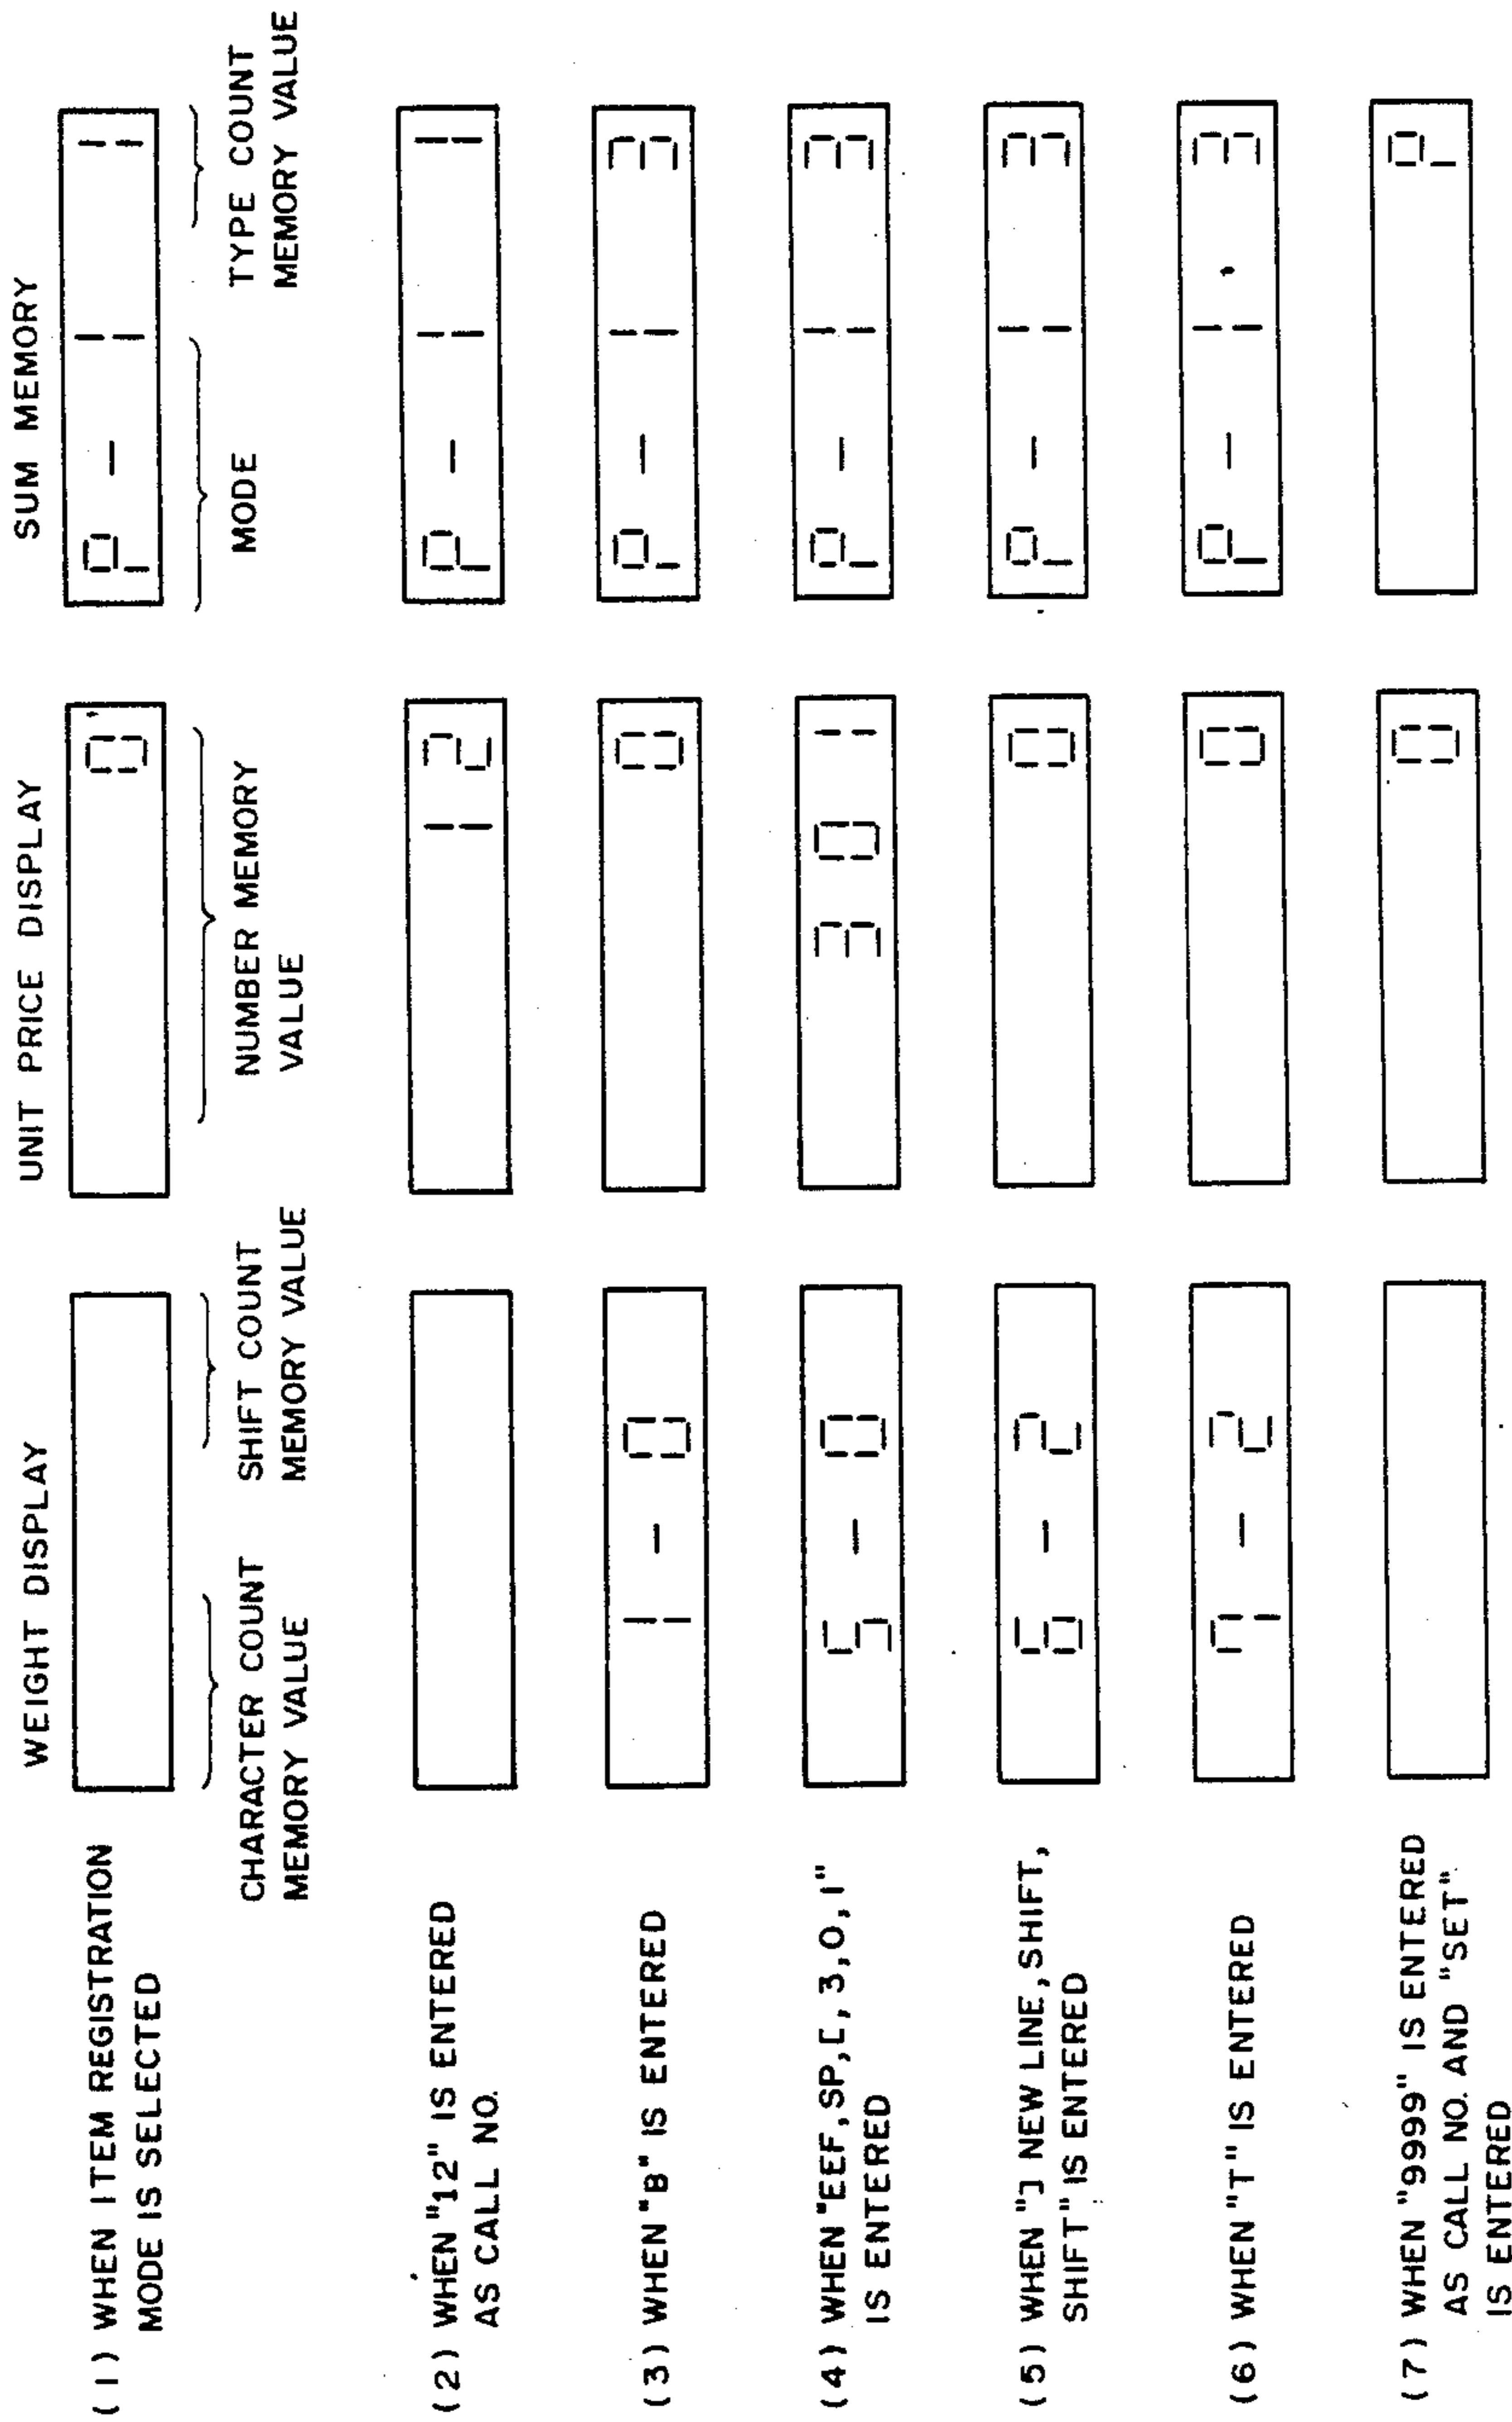 WEIGHT DISPLAY UNIT PRICE DISPLAY SUM MEMORY
(1) WHEN ITEM REGISTRATION
MODE IS SELECTED
0 P - 1 1
CHARACTER COUNT
MEMORY VALUE
SHIFT COUNT
MEMORY VALUE
NUMBER MEMORY
VALUE
MODE
TYPE COUNT
MEMORY VALUE
(2) WHEN "12" IS ENTERED
AS CALL NO.
12 P - 1 1
(3) WHEN "B" IS ENTERED
1 - 0 0 P - 1 3
(4) WHEN "EEF,SP,[,3,0,1"
IS ENTERED
5 - 0 301 P - 1 3
(5) WHEN "] NEW LINE,SHIFT,
SHIFT" IS ENTERED
6 - 2 0 P - 1 3
(6) WHEN "T" IS ENTERED
7 - 2 0 P - 1 . 3
(7) WHEN "9999" IS ENTERED
AS CALL NO. AND "SET"
IS ENTERED
0 P